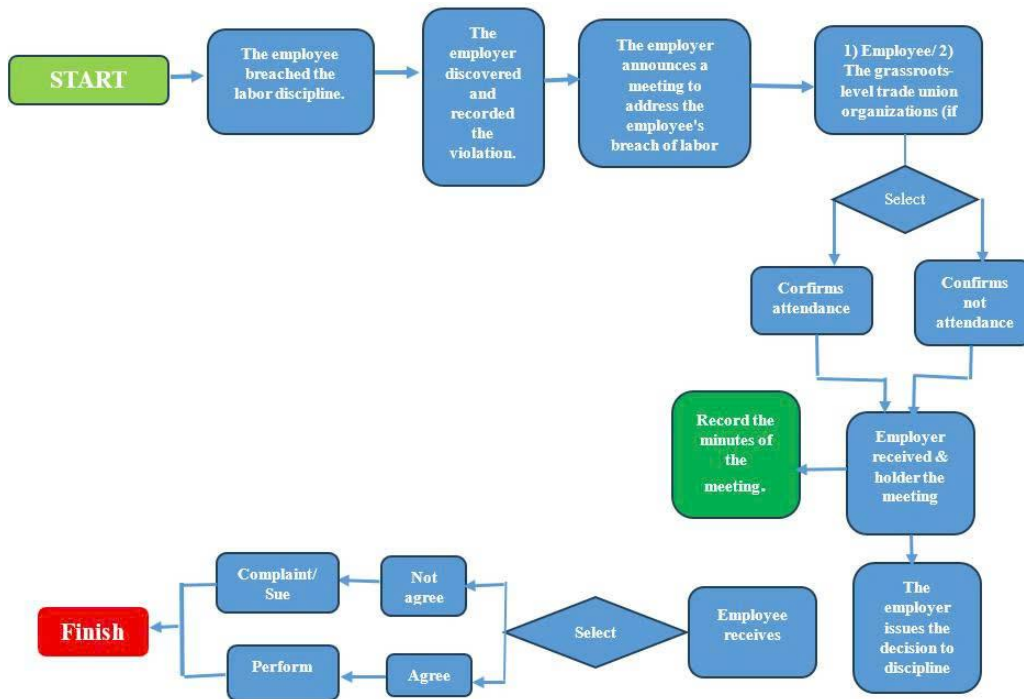 START
The employee
breached the
labor discipline.
The
employer
discovered
and
recorded
the
violation.
The employer
announces a
meeting to
address the
employee's
breach of labor
1) Employee/ 2)
The grassroots-
level trade union
organizations (if
Select
Corfirms
attendance
Confirms
not
attendance
Employer
received &
holder the
meeting
Record the
minutes of
the
meeting.
The
employer
issues the
decision to
discipline
Employee
receives
Select
Not
agree
Agree
Complaint/
Sue
Perform
Finish